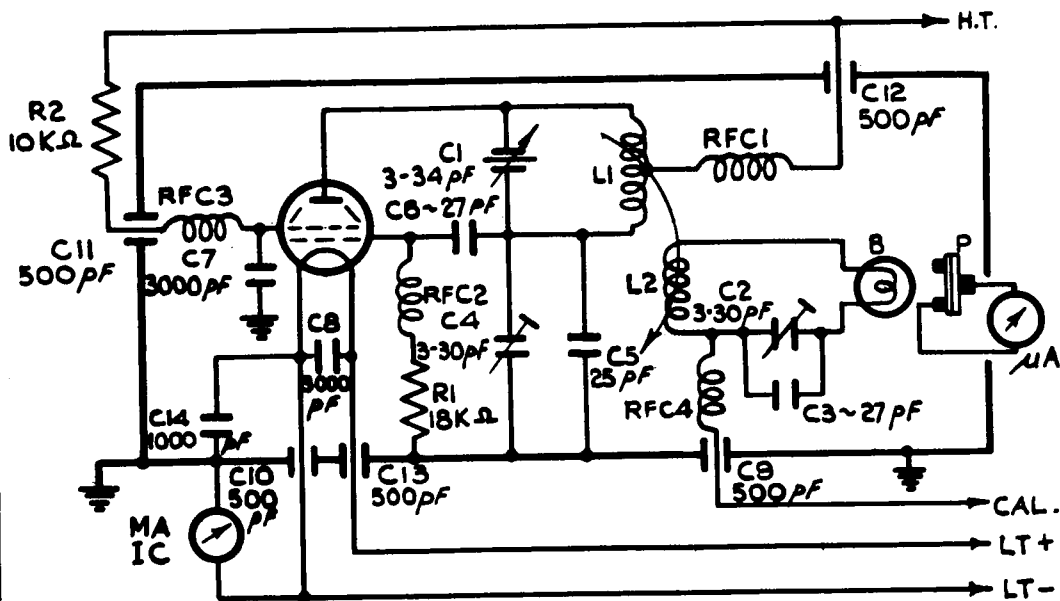 H.T.
R2
10KΩ
C12
500pF
C1
3-34pF
RFC1
L1
C6~27pF
RFC3
C11
500pF
C7
3000pF
B
P
L2
C2
3-30pF
RFC2
C4
3-30pF
C8
3000
pF
C5
25pF
μA
R1
18KΩ
RFC4
C3~27pF
C14
1000
pF
C10
500
pF
C13
500pF
C9
500pF
CAL.
MA
IC
LT+
LT-